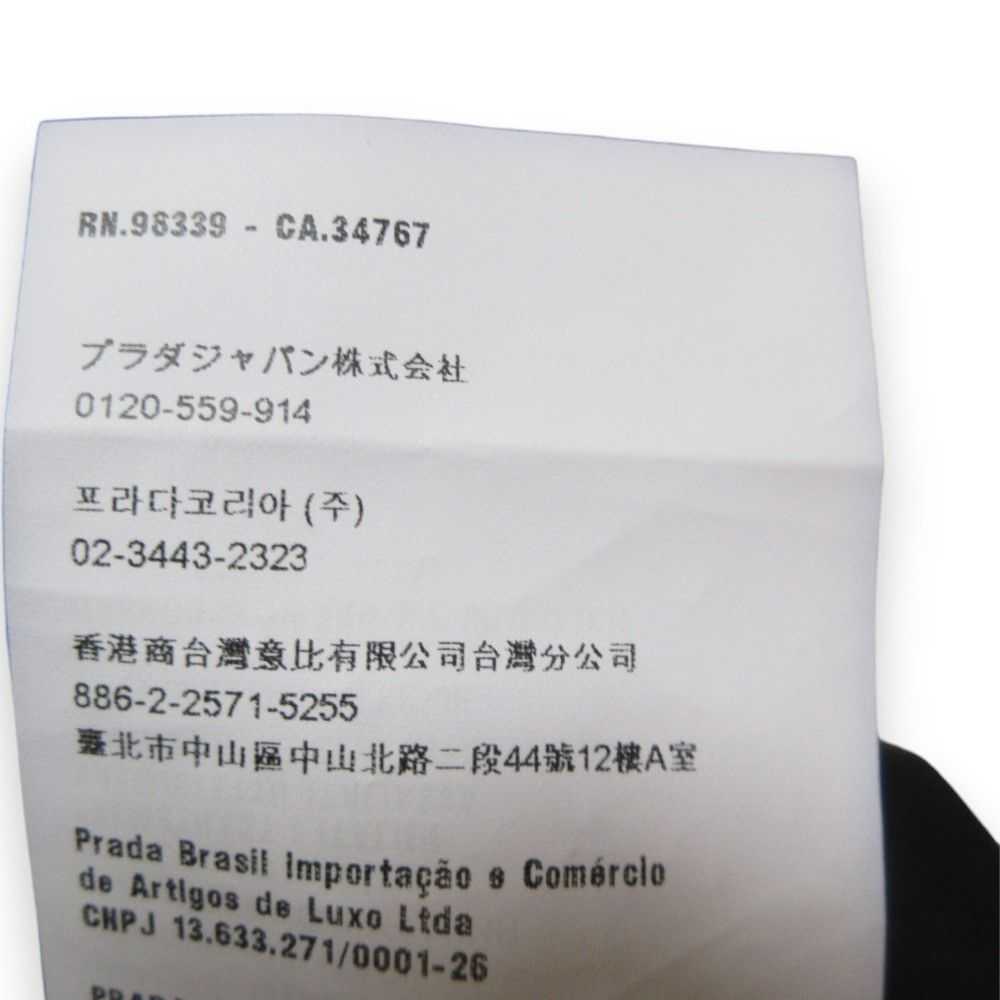 RN.98339 - CA.34767
プラダジャパン株式会社
0120-559-914
프라다코리아 (주)
02-3443-2323
香港商台灣意比有限公司台灣分公司
886-2-2571-5255
臺北市中山區中山北路二段44號12樓A室
Prada Brasil Importação e Comércio
de Artigos de Luxo Ltda
CNPJ 13.633.271/0001-26